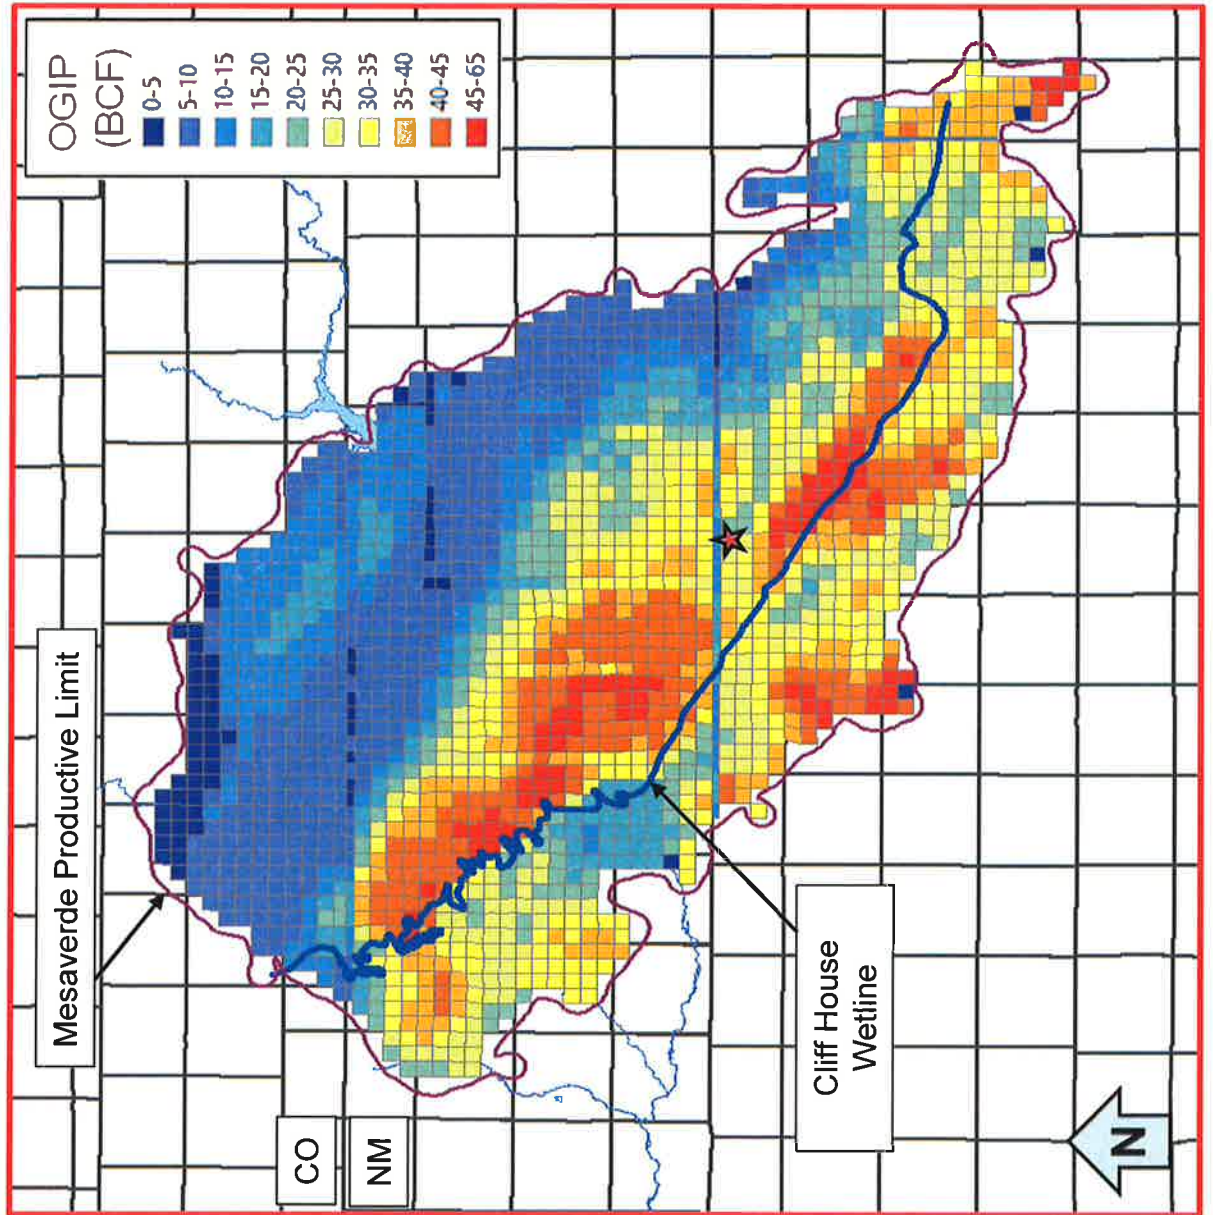 OGIP
(BCF)
0-5
5-10
10-15
15-20
20-25
25-30
30-35
35-40
40-45
45-65
Mesaverde Productive Limit
CO
NM
Cliff House
Wetline
N